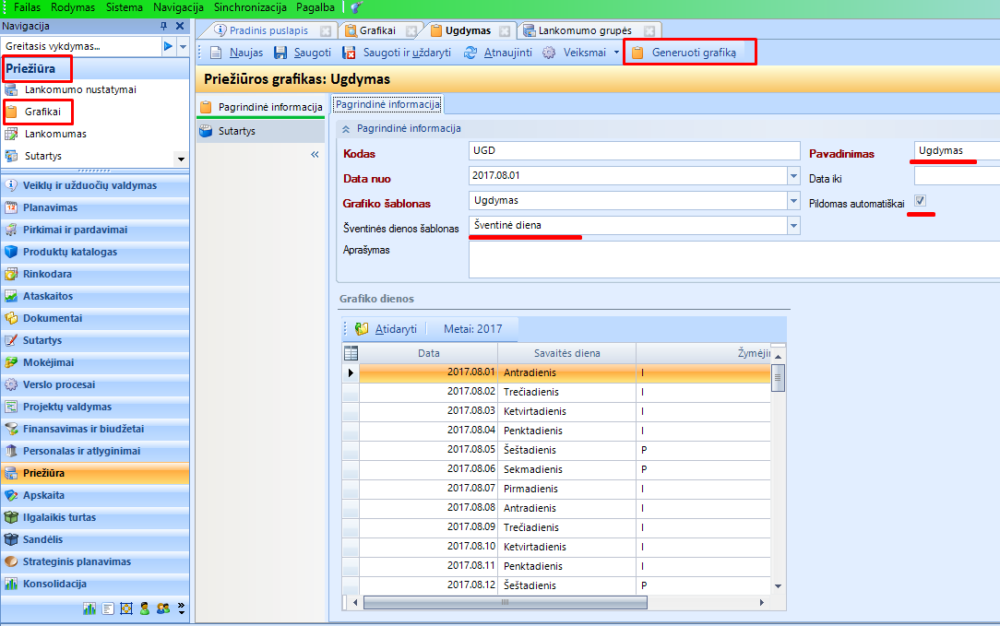 Failas Rodymas Sistema Navigacija Sinchronizacija Pagalba
Navigacija
Greitasis vykdymas...
Priežiūra
Lankomumo nustatymai
Grafikai
Lankomumas
Sutartys
Veiklų ir užduočių valdymas
Planavimas
Pirkimai ir pardavimai
Produktų katalogas
Rinkodara
Ataskaitos
Dokumentai
Sutartys
Mokėjimai
Verslo procesai
Projektų valdymas
Finansavimas ir biudžetai
Personalas ir atlyginimai
Priežiūra
Apskaita
Ilgalaikis turtas
Sandėlis
Strateginis planavimas
Konsolidacija
Pradinis puslapis Grafikai Ugdymas Lankomumo grupės
Naujas Saugoti Saugoti ir uždaryti Atnaujinti Veiksmai Generuoti grafiką
Priežiūros grafikas: Ugdymas
Pagrindinė informacija
Sutartys
Pagrindinė informacija
Pagrindinė informacija
Kodas UGD Pavadinimas Ugdymas
Data nuo 2017.08.01 Data iki
Grafiko šablonas Ugdymas Pildomas automatiškai
Šventinės dienos šablonas Šventinė diena
Aprašymas
Grafiko dienos
Atidaryti Metai: 2017
Data Savaitės diena Žymėjin
2017.08.01 Antradienis I
2017.08.02 Trečiadienis I
2017.08.03 Ketvirtadienis I
2017.08.04 Penktadienis I
2017.08.05 Šeštadienis P
2017.08.06 Sekmadienis P
2017.08.07 Pirmadienis I
2017.08.08 Antradienis I
2017.08.09 Trečiadienis I
2017.08.10 Ketvirtadienis I
2017.08.11 Penktadienis I
2017.08.12 Šeštadienis P